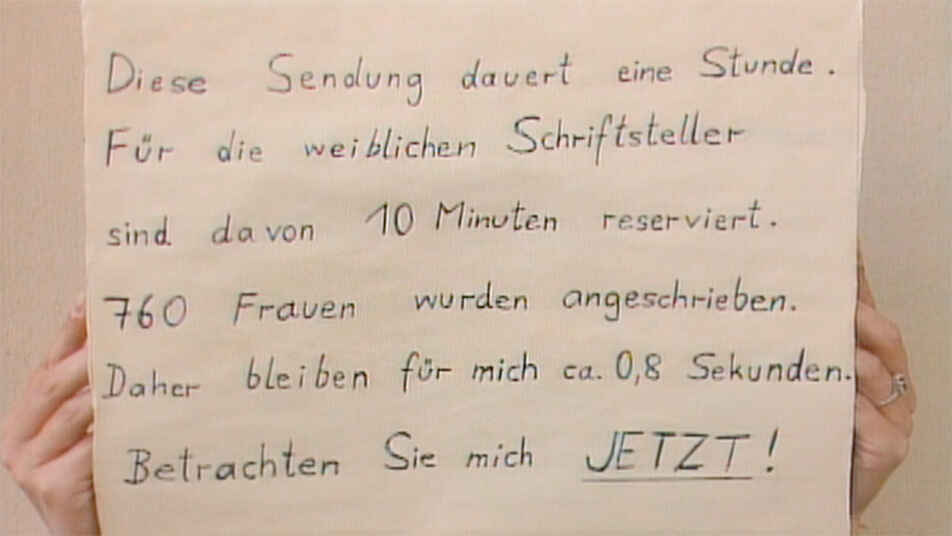 Diese Sendung dauert eine Stunde.
Für die weiblichen Schriftsteller
sind davon 10 Minuten reserviert.
760 Frauen wurden angeschrieben.
Daher bleiben für mich ca. 0,8 Sekunden.
Betrachten Sie mich JETZT!